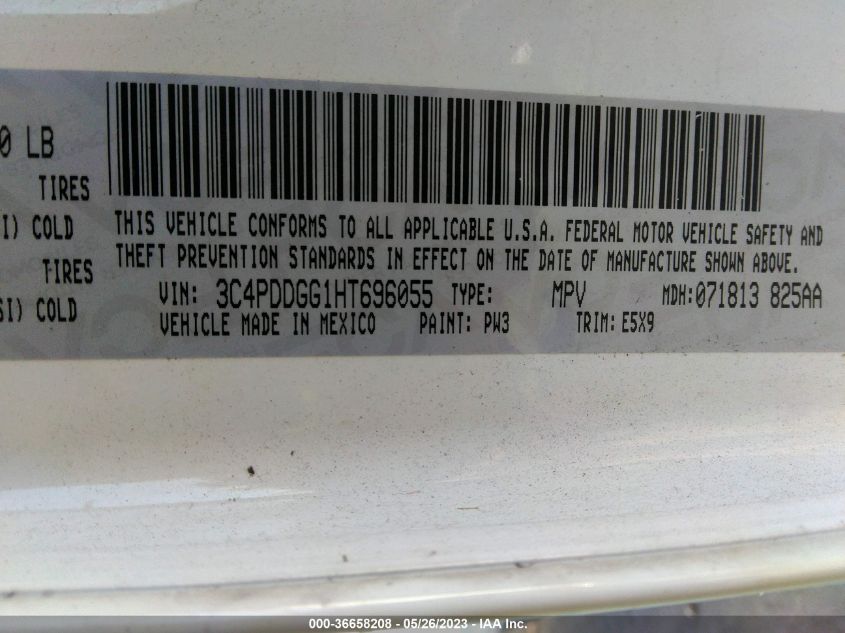 0 LB
TIRES
I) COLD
TIRES
SI) COLD
THIS VEHICLE CONFORMS TO ALL APPLICABLE U.S.A. FEDERAL MOTOR VEHICLE SAFETY AND
THEFT PREVENTION STANDARDS IN EFFECT ON THE DATE OF MANUFACTURE SHOWN ABOVE.
VIN: 3C4PDDGG1HT696055 TYPE: MPV MDH:071813 825AA
VEHICLE MADE IN MEXICO PAINT: PW3 TRIM: E5X9
000-36658208 - 05/26/2023 - IAA Inc.